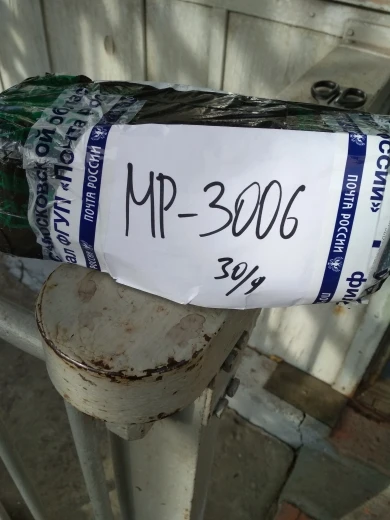 МР-3006
30/9
ПОЧТА РОССИИ
ПОЧТА РОССИИ
ФГУП «Почта